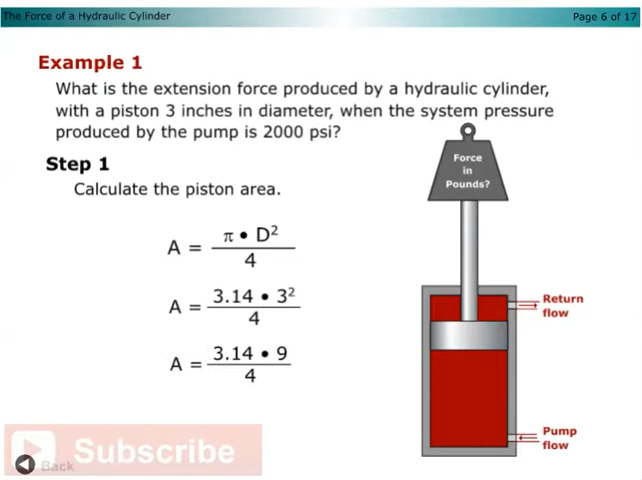 The Force of a Hydraulic Cylinder
Page 6 of 17
Example 1
What is the extension force produced by a hydraulic cylinder,
with a piston 3 inches in diameter, when the system pressure
produced by the pump is 2000 psi?
Step 1
Calculate the piston area.
Force
in
Pounds?
A = π • D² / 4
A = 3.14 • 3² / 4
A = 3.14 • 9 / 4
Return
flow
Pump
flow
Subscribe
Back